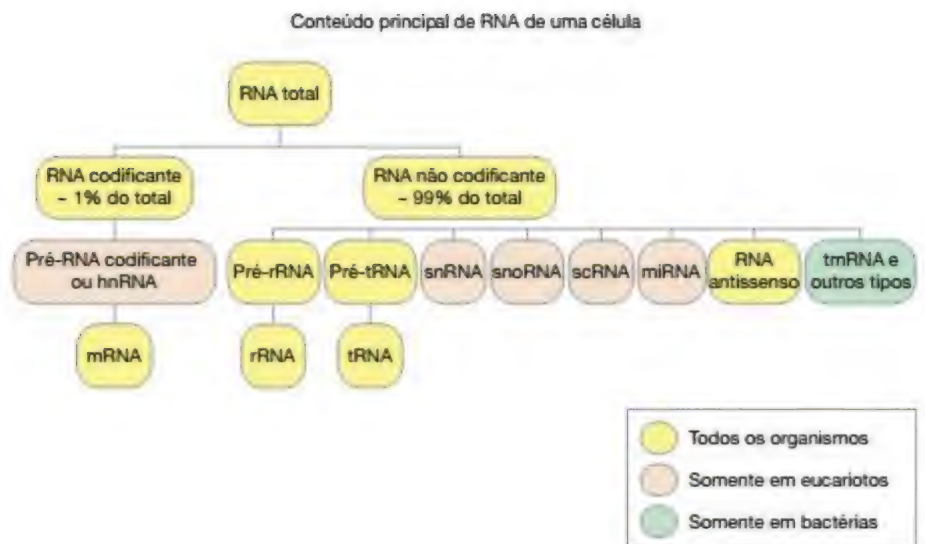 Conteúdo principal de RNA de uma célula
RNA total
RNA codificante
~ 1% do total
RNA não codificante
~ 99% do total
Pré-RNA codificante
ou hnRNA
Pré-rRNA
Pré-tRNA
snRNA
snoRNA
scRNA
miRNA
RNA
antissenso
tmRNA e
outros tipos
mRNA
rRNA
tRNA
Todos os organismos
Somente em eucariotos
Somente em bactérias